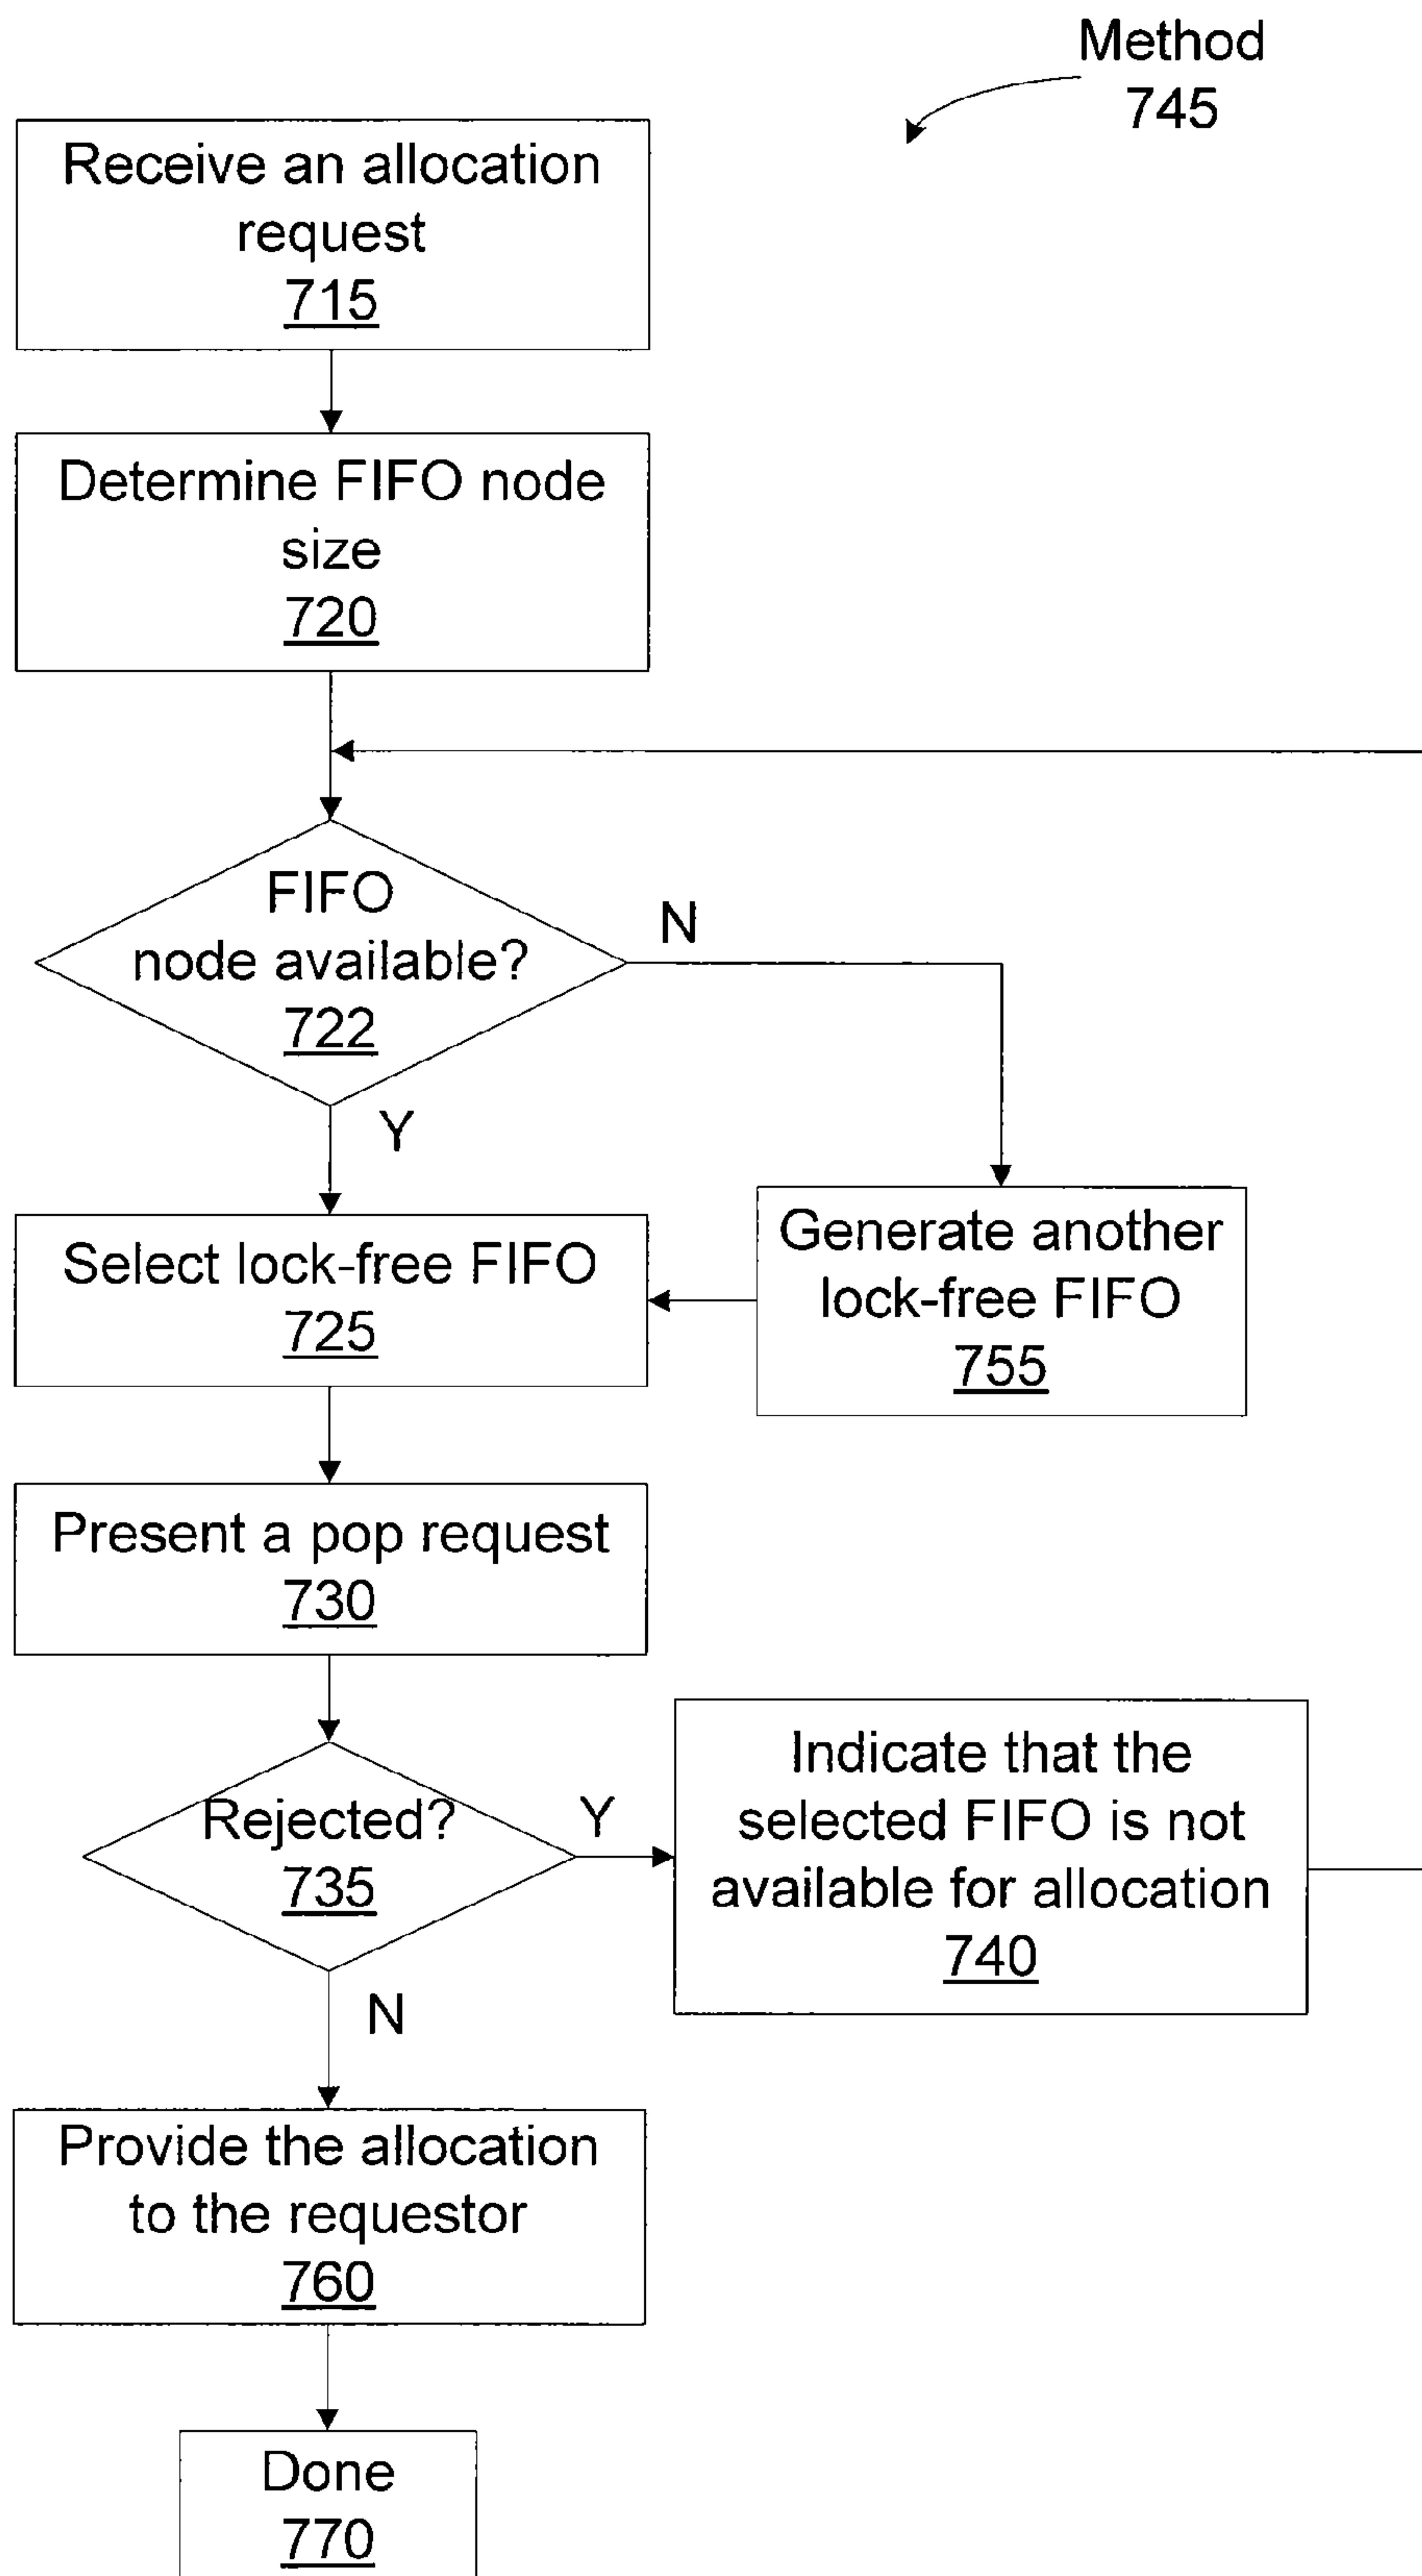 Method
745
Receive an allocation
request
715
Determine FIFO node
size
720
FIFO
node available?
722
N
Y
Select lock-free FIFO
725
Generate another
lock-free FIFO
755
Present a pop request
730
Rejected?
735
Y
Indicate that the
selected FIFO is not
available for allocation
740
N
Provide the allocation
to the requestor
760
Done
770